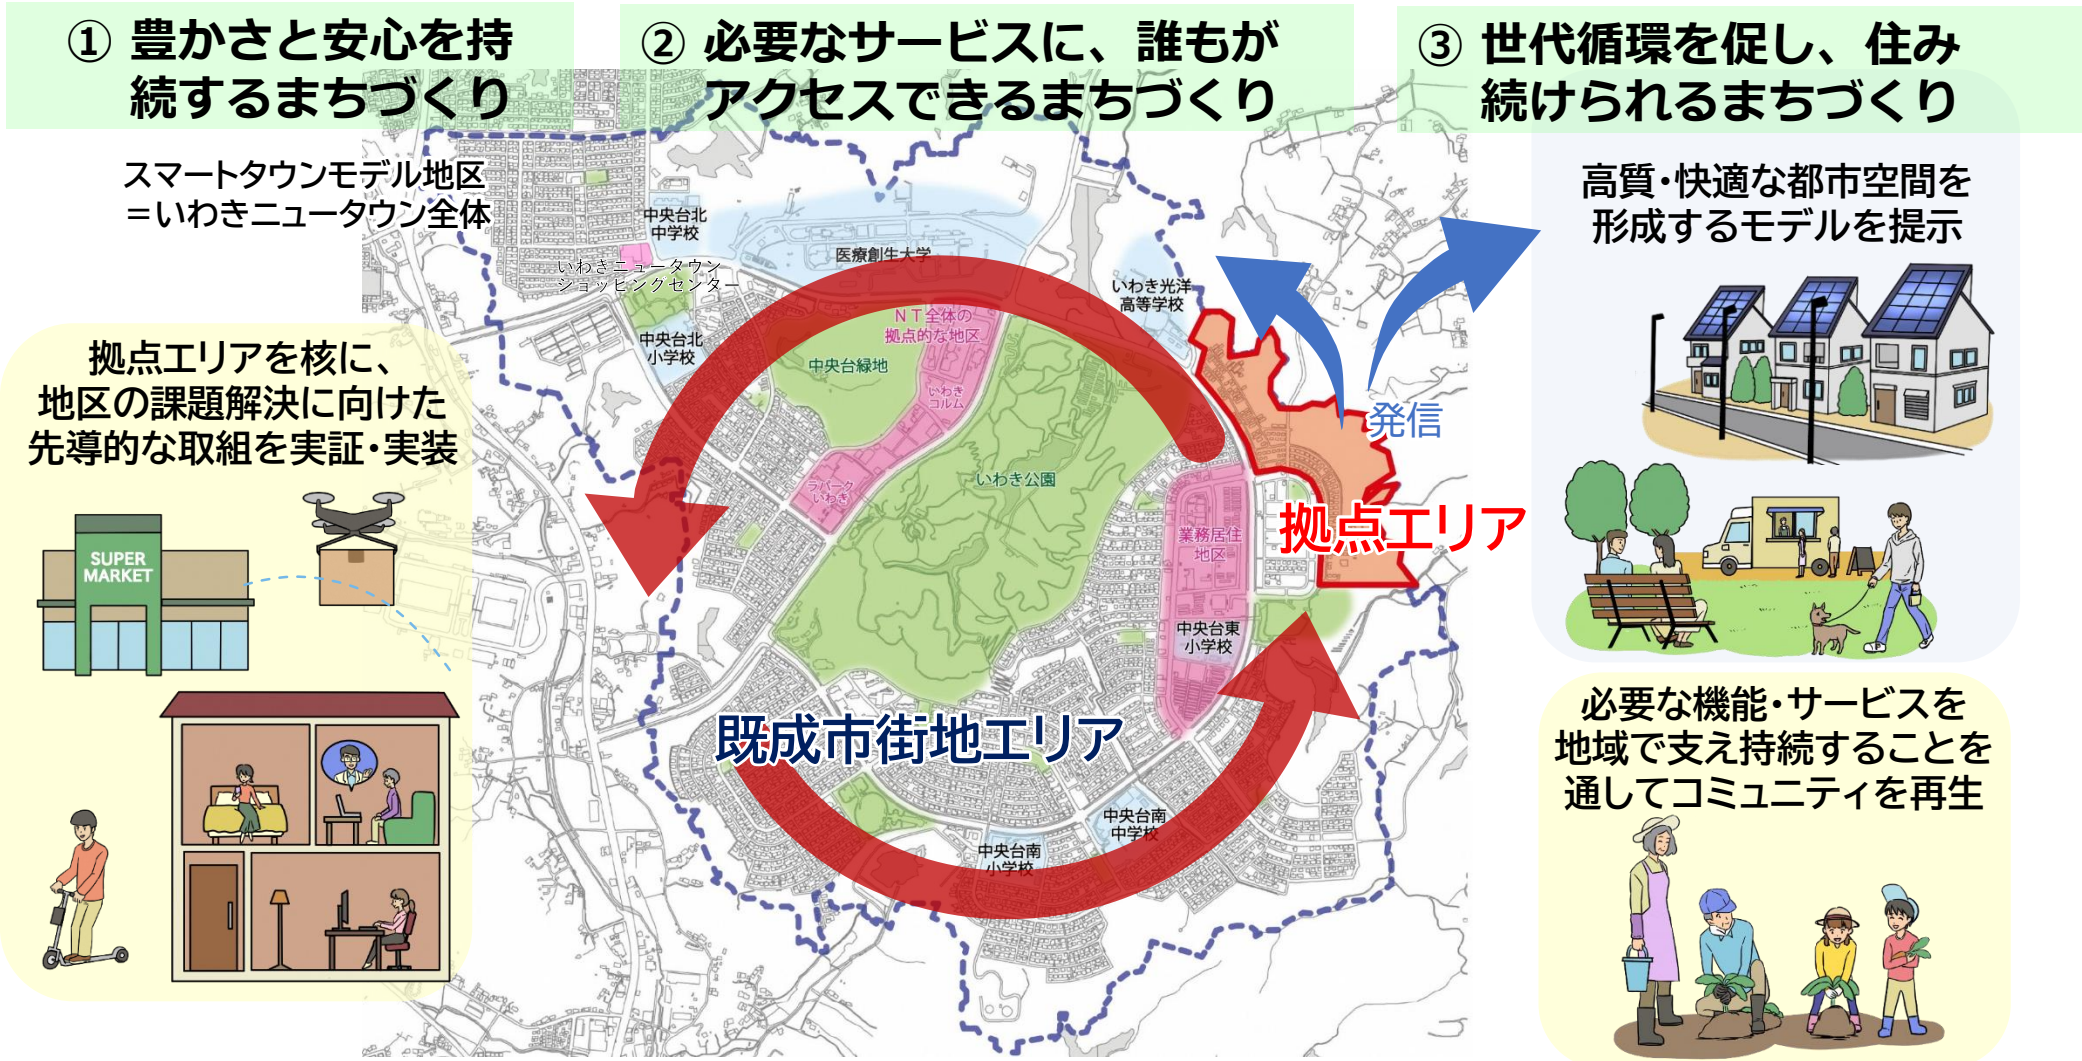 ① 豊かさと安心を持
続するまちづくり
② 必要なサービスに、誰もが
アクセスできるまちづくり
③ 世代循環を促し、住み
続けられるまちづくり
スマートタウンモデル地区
＝いわきニュータウン全体
拠点エリアを核に、
地区の課題解決に向けた
先導的な取組を実証・実装
SUPER
MARKET
中央台北
中学校
医療創生大学
いわきニュータウン
ショッピングセンター
いわき光洋
高等学校
中央台北
小学校
ＮＴ全体の
拠点的な地区
中央台緑地
いわき
コルム
いわき公園
ラパーク
いわき
業務居住
地区
中央台東
小学校
中央台南
中学校
中央台南
小学校
既成市街地エリア
拠点エリア
発信
高質・快適な都市空間を
形成するモデルを提示
必要な機能・サービスを
地域で支え持続することを
通してコミュニティを再生